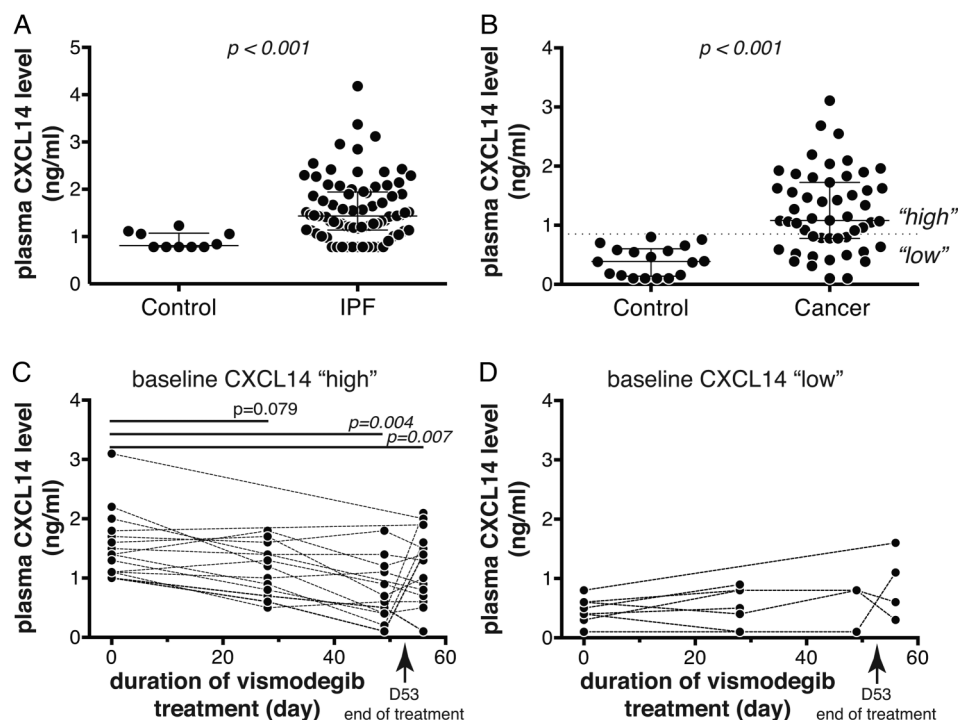 A
p < 0.001
plasma CXCL14 level
(ng/ml)
5
4
3
2
1
0
Control
IPF
B
p < 0.001
plasma CXCL14 level
(ng/ml)
4
3
2
1
0
"high"
"low"
Control
Cancer
C
baseline CXCL14 "high"
p=0.079
p=0.004
p=0.007
plasma CXCL14 level
(ng/ml)
4
3
2
1
0
0
20
40
60
duration of vismodegib
treatment (day)
D53
end of treatment
D
baseline CXCL14 "low"
plasma CXCL14 level
(ng/ml)
4
3
2
1
0
0
20
40
60
duration of vismodegib
treatment (day)
D53
end of treatment